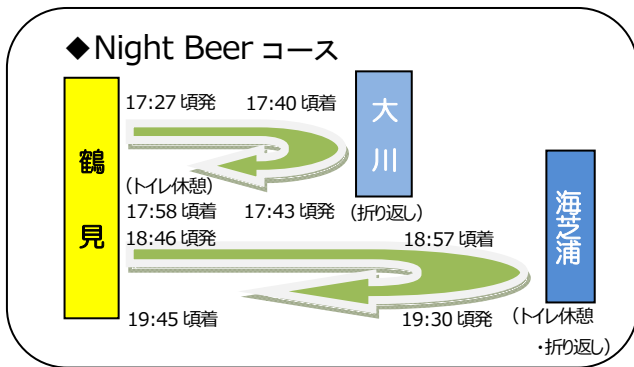 ◆Night Beer コース
17:27 頃発
17:40 頃着
大川
鶴見
(トイレ休憩)
17:58 頃着
17:43 頃発
(折り返し)
18:46 頃発
18:57 頃着
海芝浦
19:45 頃着
19:30 頃発
(トイレ休憩
・折り返し)